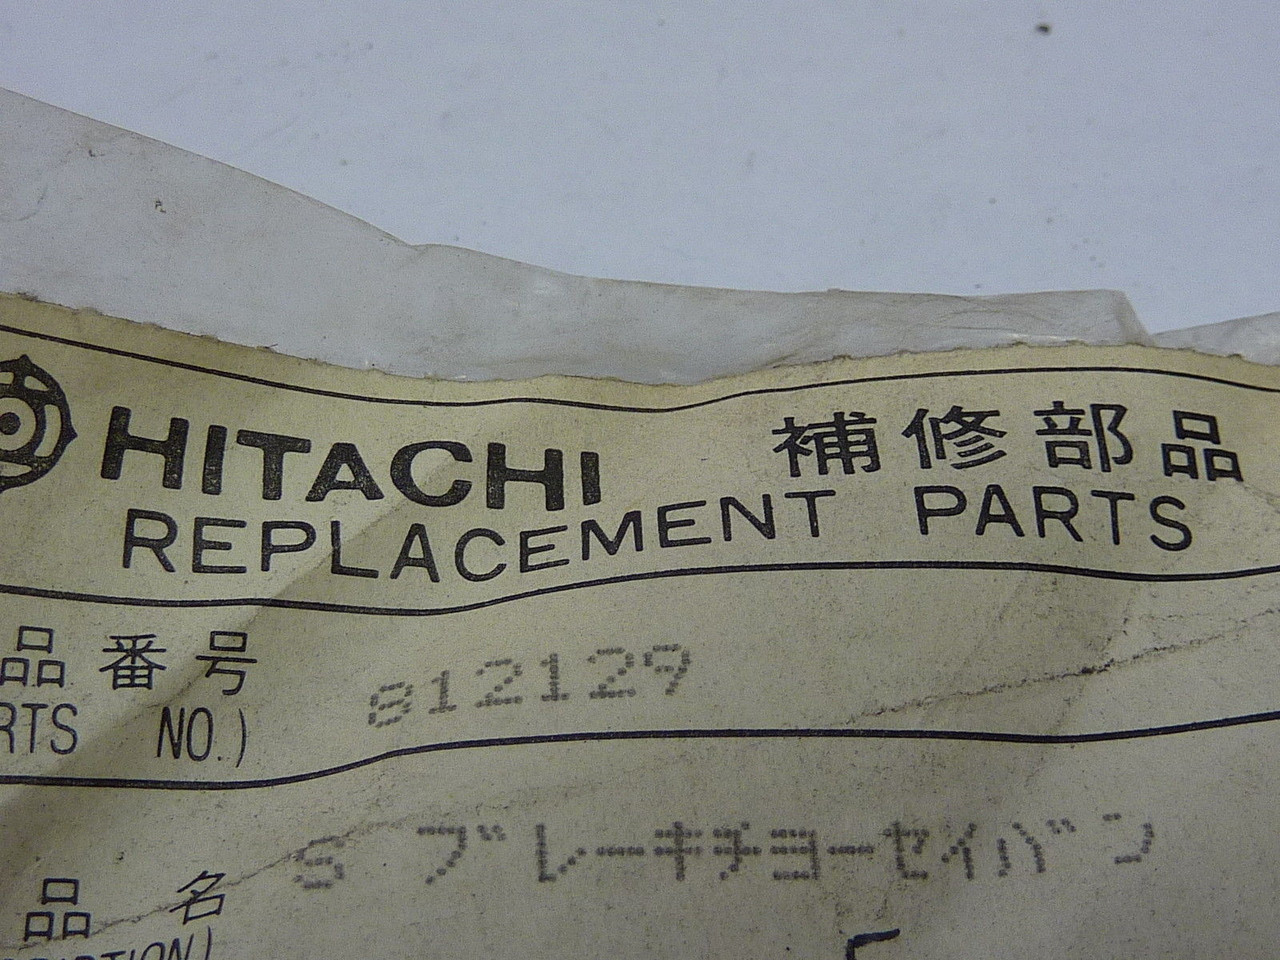 HITACHI 補修部品
REPLACEMENT PARTS
品番号 812129
RTS NO.)
S ブレーキチヨーセイバン
品名